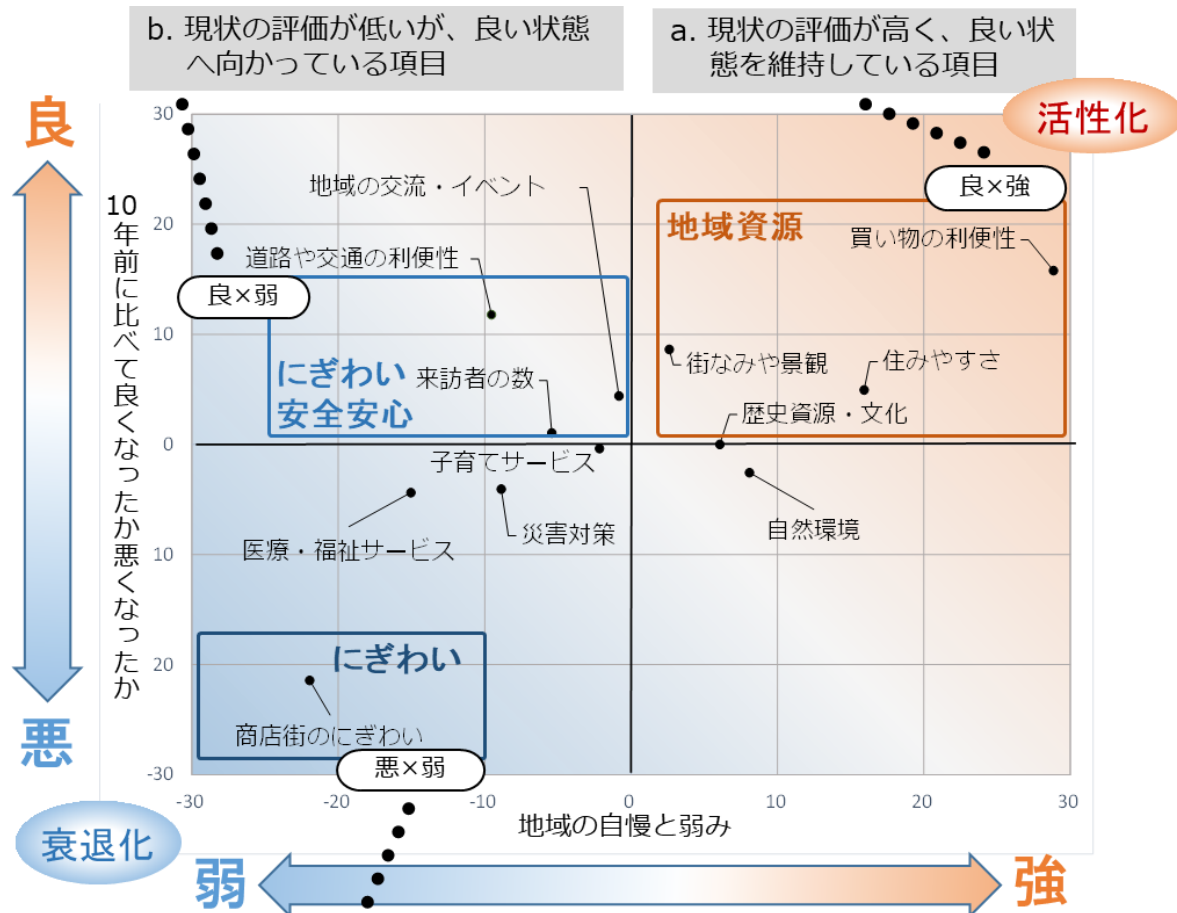 b. 現状の評価が低いが、良い状態
へ向かっている項目
a. 現状の評価が高く、良い状
態を維持している項目
活性化
良
悪
10年前に比べて良くなったか悪くなったか
30
20
10
0
10
20
-30
良×強
良×弱
地域の交流・イベント
道路や交通の利便性
地域資源
買い物の利便性
にぎわい
安全安心
来訪者の数
街なみや景観
住みやすさ
歴史資源・文化
子育てサービス
医療・福祉サービス
災害対策
自然環境
にぎわい
商店街のにぎわい
悪×弱
-30
-20
-10
0
10
20
30
地域の自慢と弱み
衰退化
弱
強